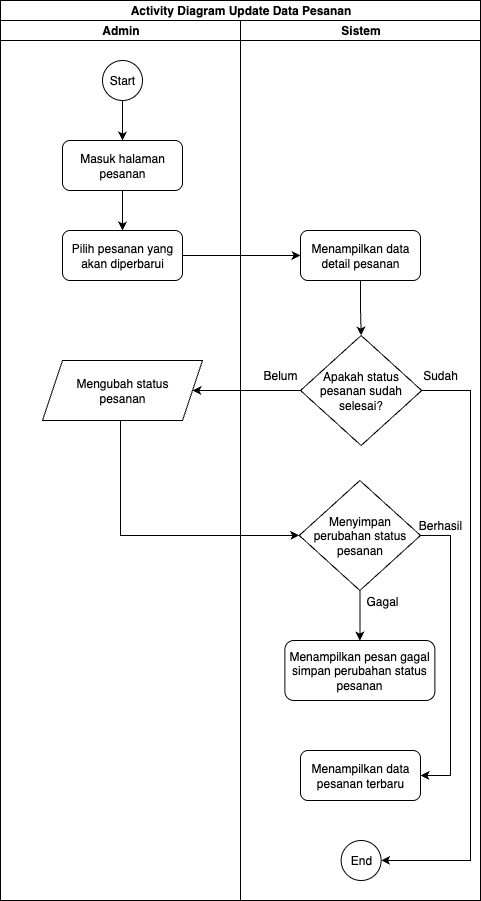 Activity Diagram Update Data Pesanan
Admin
Sistem
Start
Masuk halaman
pesanan
Pilih pesanan yang
akan diperbarui
Menampilkan data
detail pesanan
Belum
Apakah status
pesanan sudah
selesai?
Sudah
Mengubah status
pesanan
Menyimpan
perubahan status
pesanan
Berhasil
Gagal
Menampilkan pesan gagal
simpan perubahan status
pesanan
Menampilkan data
pesanan terbaru
End